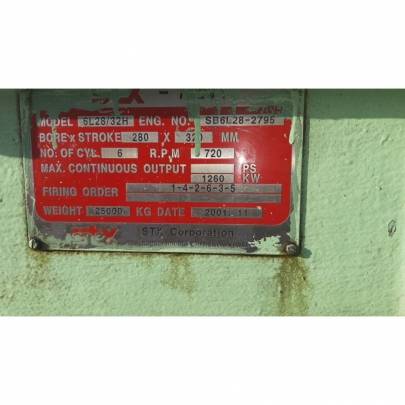 MODEL 6L28/32H ENG. NO. SB6L28-2795
BORE x STROKE 280 X 320 MM
NO. OF CYL 6 R.P.M 720
MAX. CONTINUOUS OUTPUT PS
1260 KW
FIRING ORDER 1-4-2-6-3-5
WEIGHT 25000 KG DATE 2001. 11
stx STX Corporation